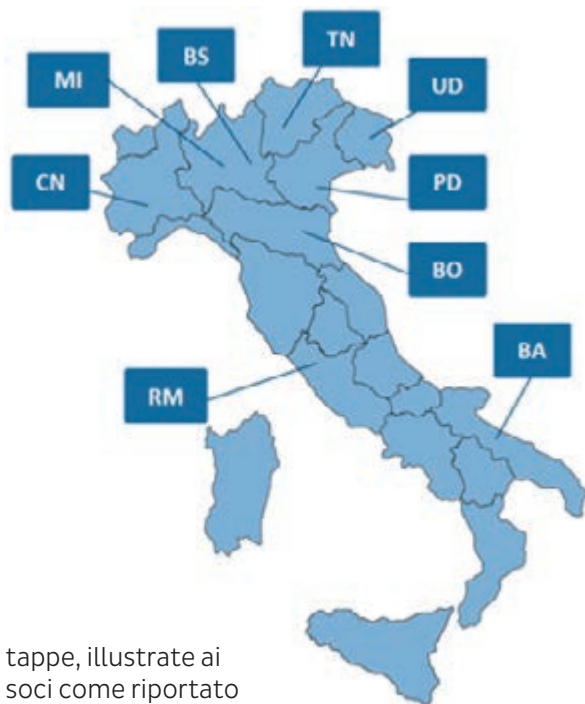 TN
BS
MI
UD
CN
PD
BO
BA
RM
tappe, illustrate ai
soci come riportato